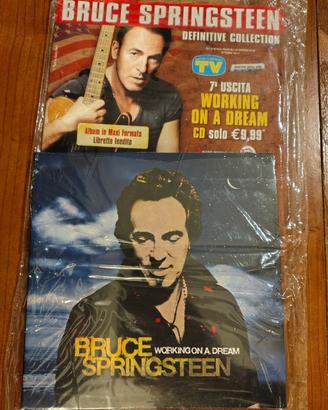 BRUCE SPRINGSTEEN
DEFINITIVE COLLECTION
TV
7ª USCITA
WORKING
ON A DREAM
CD solo €9,99*
Album in Maxi Formato
Libretto Inedito
BRUCE WORKING ON A DREAM
SPRINGSTEEN